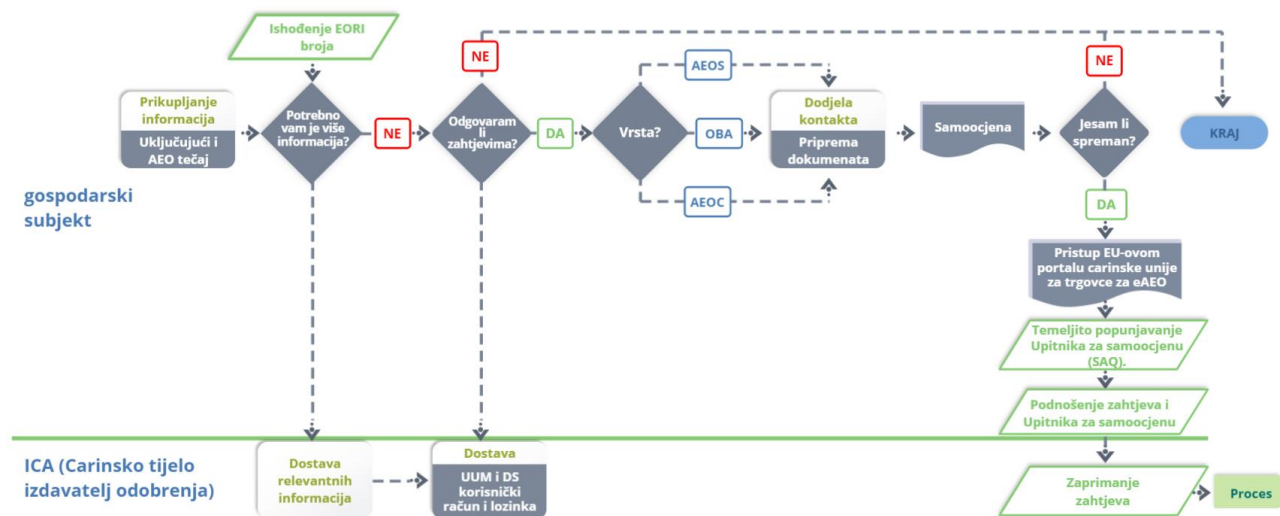 Ishođenje EORI
broja
NE
NE
AEOS
Prikupljanje
informacija
Uključujući i
AEO tečaj
Potrebno
vam je više
informacija?
NE
Odgovaram
li
zahtjevima?
DA
Vrsta?
OBA
Dodjela
kontakta
Priprema
dokumenata
Samoocjena
Jesam li
spreman?
KRAJ
AEOC
DA
gospodarski
subjekt
Pristup EU-ovom
portalu carinske unije
za trgovce za eAEO
Temeljito popunjavanje
Upitnika za samoocjenu
(SAQ).
Podnošenje zahtjeva i
Upitnika za samoocjenu
ICA (Carinsko tijelo
izdavatelj odobrenja)
Dostava
relevantnih
informacija
Dostava
UUM i DS
korisnički
račun i lozinka
Zaprimanje
zahtjeva
Proces